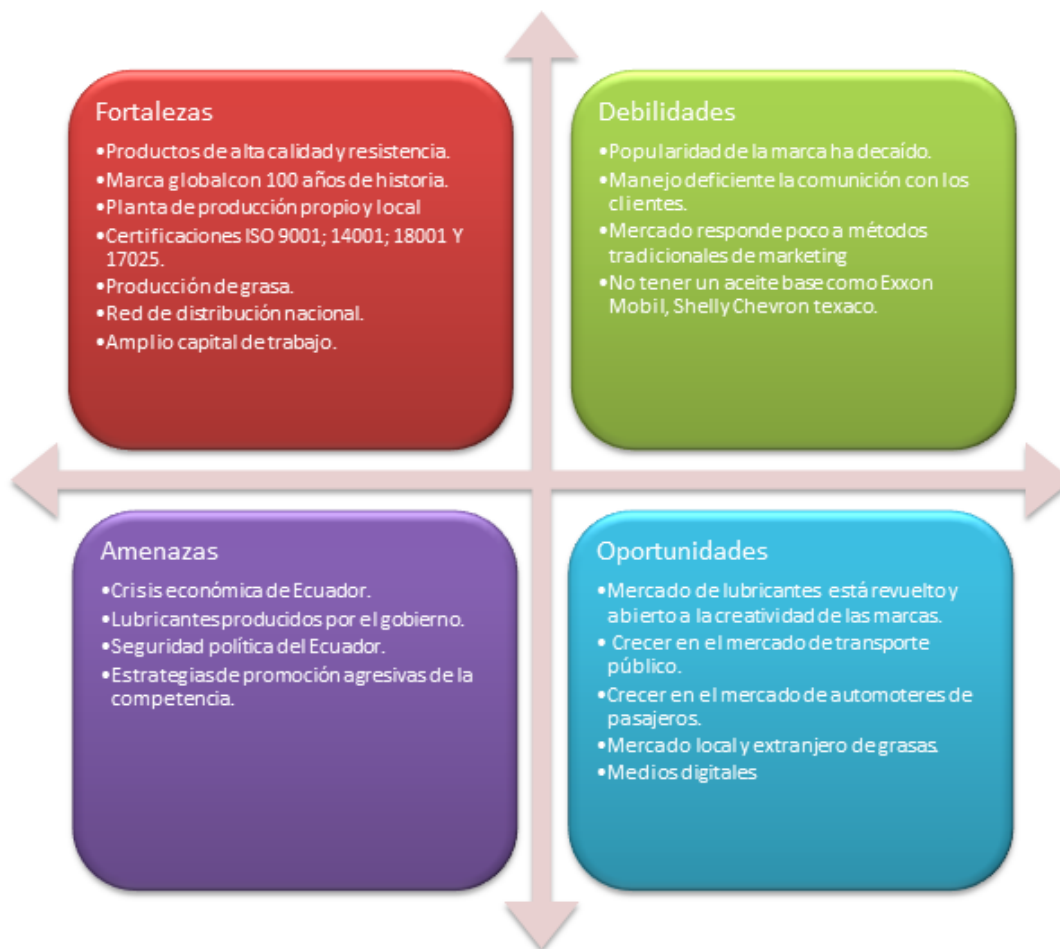 Fortalezas
•Productos de alta calidad y resistencia.
•Marca global con 100 años de historia.
•Planta de producción propio y local
•Certificaciones ISO 9001; 14001; 18001 Y
17025.
•Producción de grasa.
•Red de distribución nacional.
•Amplio capital de trabajo.
Debilidades
•Popularidad de la marca ha decaído.
•Manejo deficiente la comunición con los
clientes.
•Mercado responde poco a métodos
tradicionales de marketing
•No tener un aceite base como Exxon
Mobil, Shell y Chevron texaco.
Amenazas
•Crisis económica de Ecuador.
•Lubricantes producidos por el gobierno.
•Seguridad política del Ecuador.
•Estrategias de promoción agresivas de la
competencia.
Oportunidades
•Mercado de lubricantes está revuelto y
abierto a la creatividad de las marcas.
• Crecer en el mercado de transporte
público.
•Crecer en el mercado de automoteres de
pasajeros.
•Mercado local y extranjero de grasas.
•Medios digitales